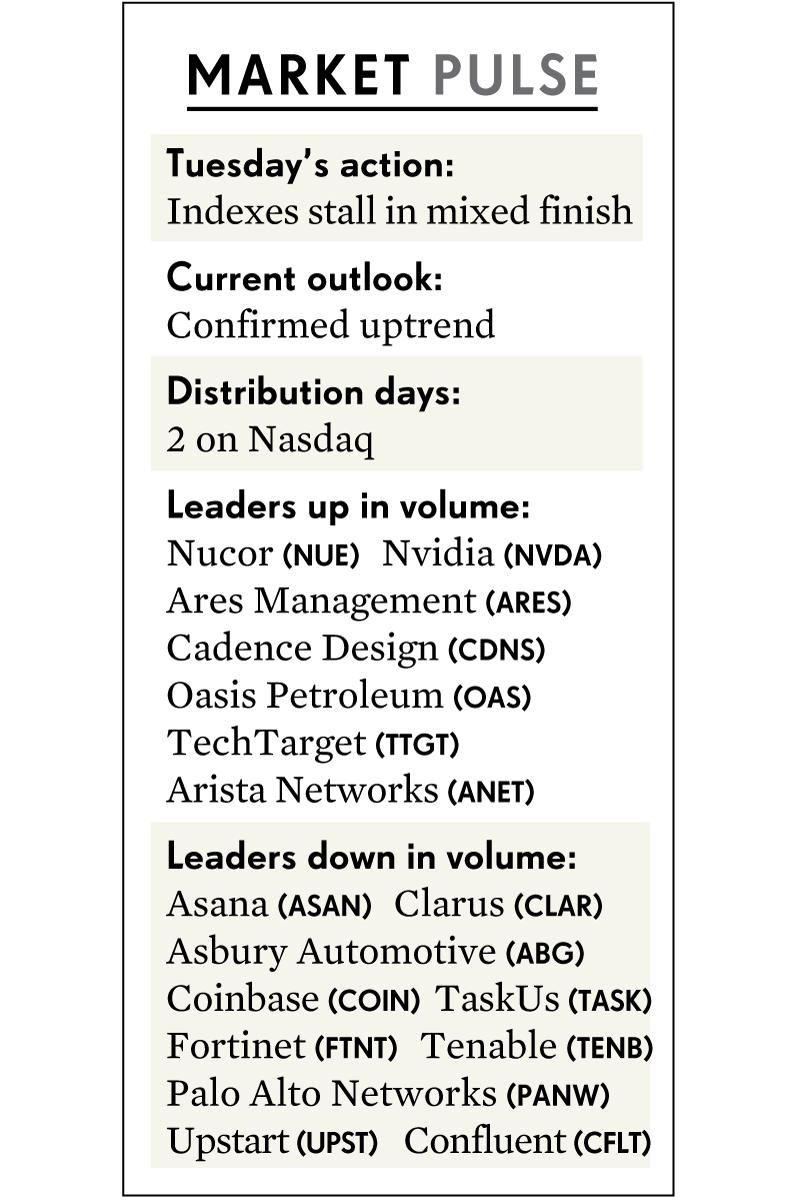 MARKET PULSE
Tuesday’s action:
Indexes stall in mixed finish
Current outlook:
Confirmed uptrend
Distribution days:
2 on Nasdaq
Leaders up in volume:
Nucor (NUE) Nvidia (NVDA)
Ares Management (ARES)
Cadence Design (CDNS)
Oasis Petroleum (OAS)
TechTarget (TTGT)
Arista Networks (ANET)
Leaders down in volume:
Asana (ASAN) Clarus (CLAR)
Asbury Automotive (ABG)
Coinbase (COIN) TaskUs (TASK)
Fortinet (FTNT) Tenable (TENB)
Palo Alto Networks (PANW)
Upstart (UPST) Confluent (CFLT)